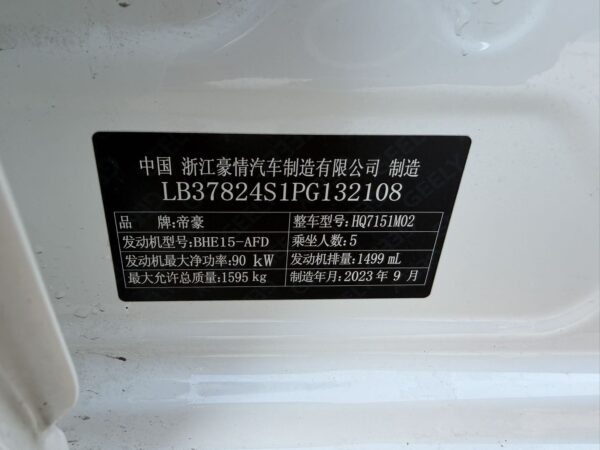 中国 浙江豪情汽车制造有限公司 制造
LB37824S1PG132108
品 牌:帝豪 整车型号:HQ7151M02
发动机型号:BHE15-AFD 乘坐人数:5
发动机最大净功率:90 kW 发动机排量:1499 mL
最大允许总质量:1595 kg 制造年月:2023 年 9 月